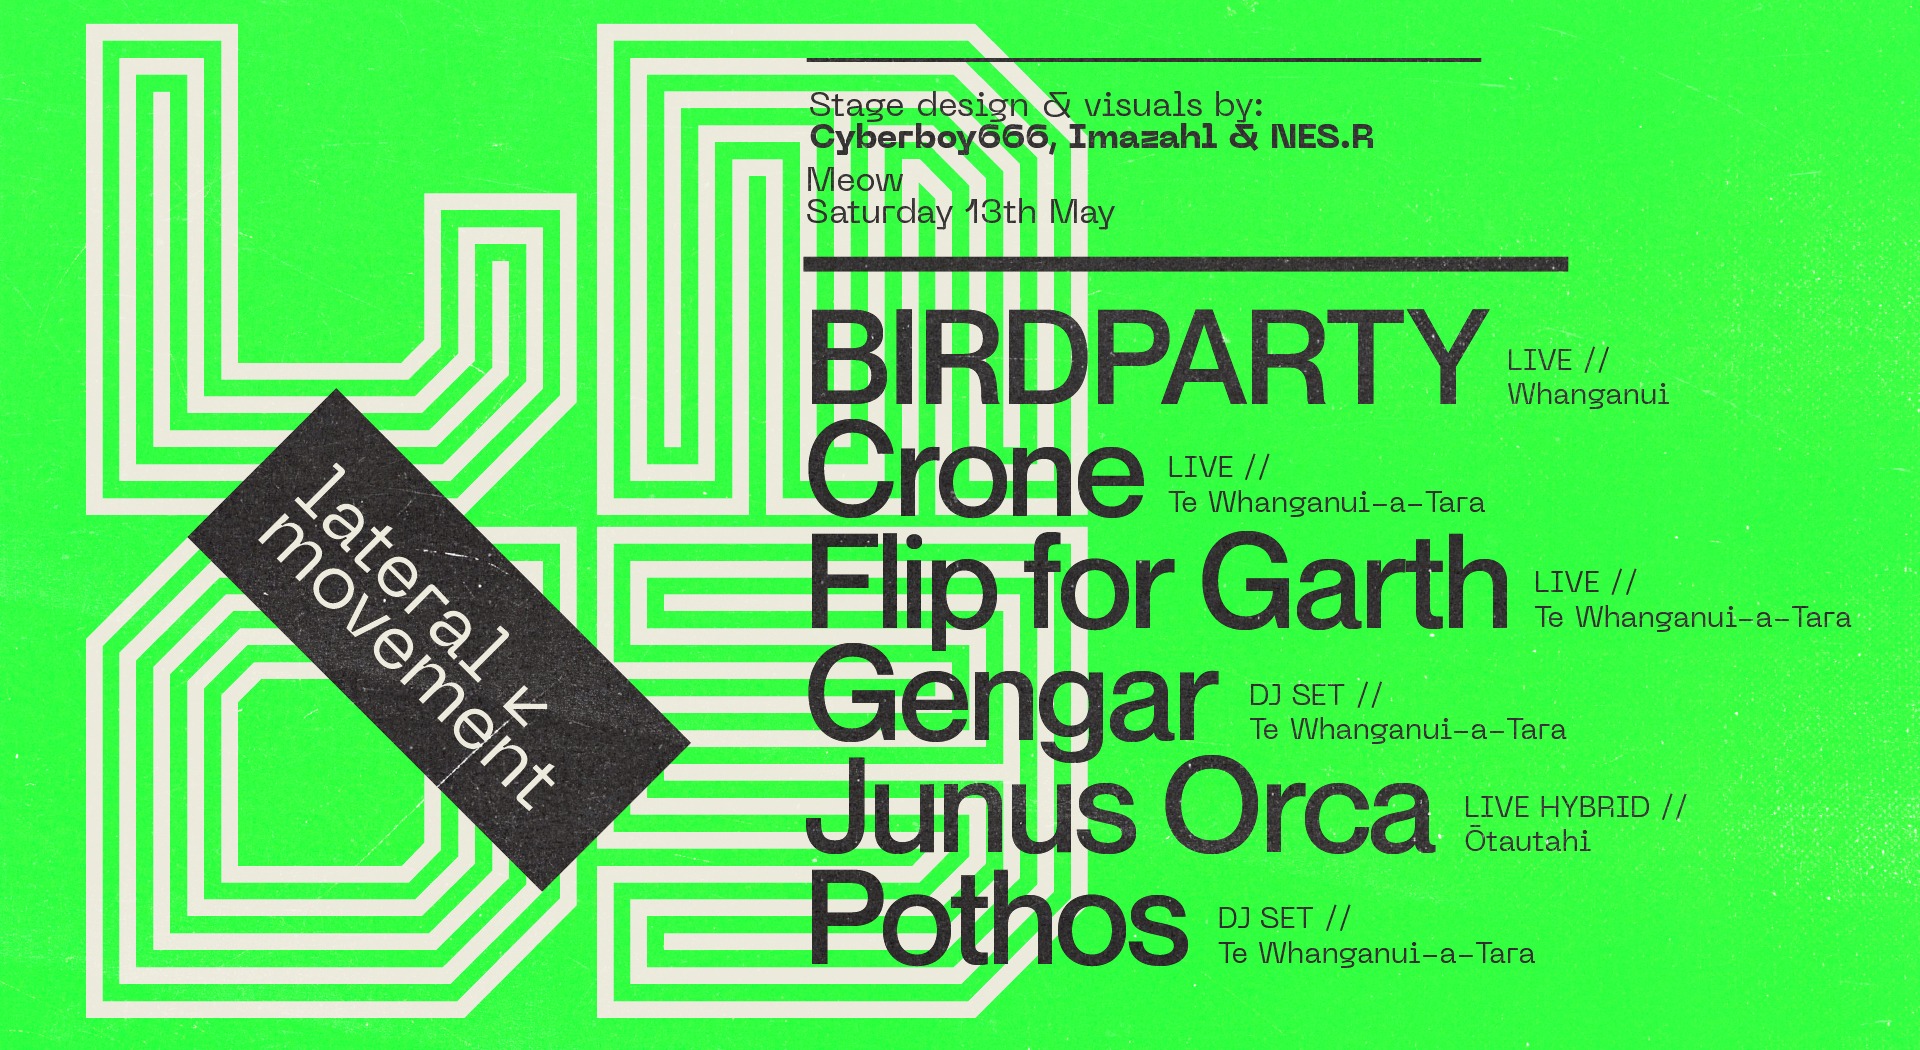 Stage design & visuals by:
Cyberboy666, Imazahl & NES.R
Meow
Saturday 13th May
BIRDPARTY
LIVE //
Whanganui
Crone
LIVE //
Te Whanganui-a-Tara
Flip for Garth
LIVE //
Te Whanganui-a-Tara
Gengar
DJ SET //
Te Whanganui-a-Tara
Junus Orca
LIVE HYBRID //
Ōtautahi
Pothos
DJ SET //
Te Whanganui-a-Tara
lateral ↙
movement